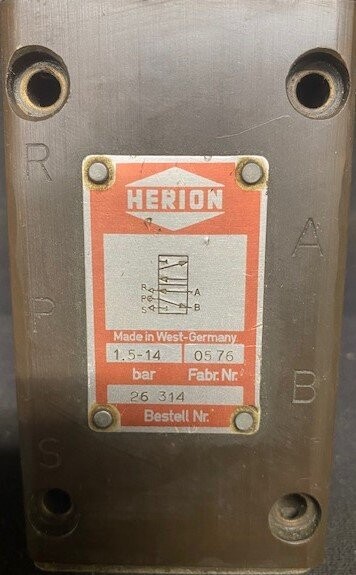 R
HERION
A
R
P
S
A
B
Made in West-Germany
1,5-14 05.76
bar Fabr. Nr.
26 314
Bestell Nr.
P
B
S